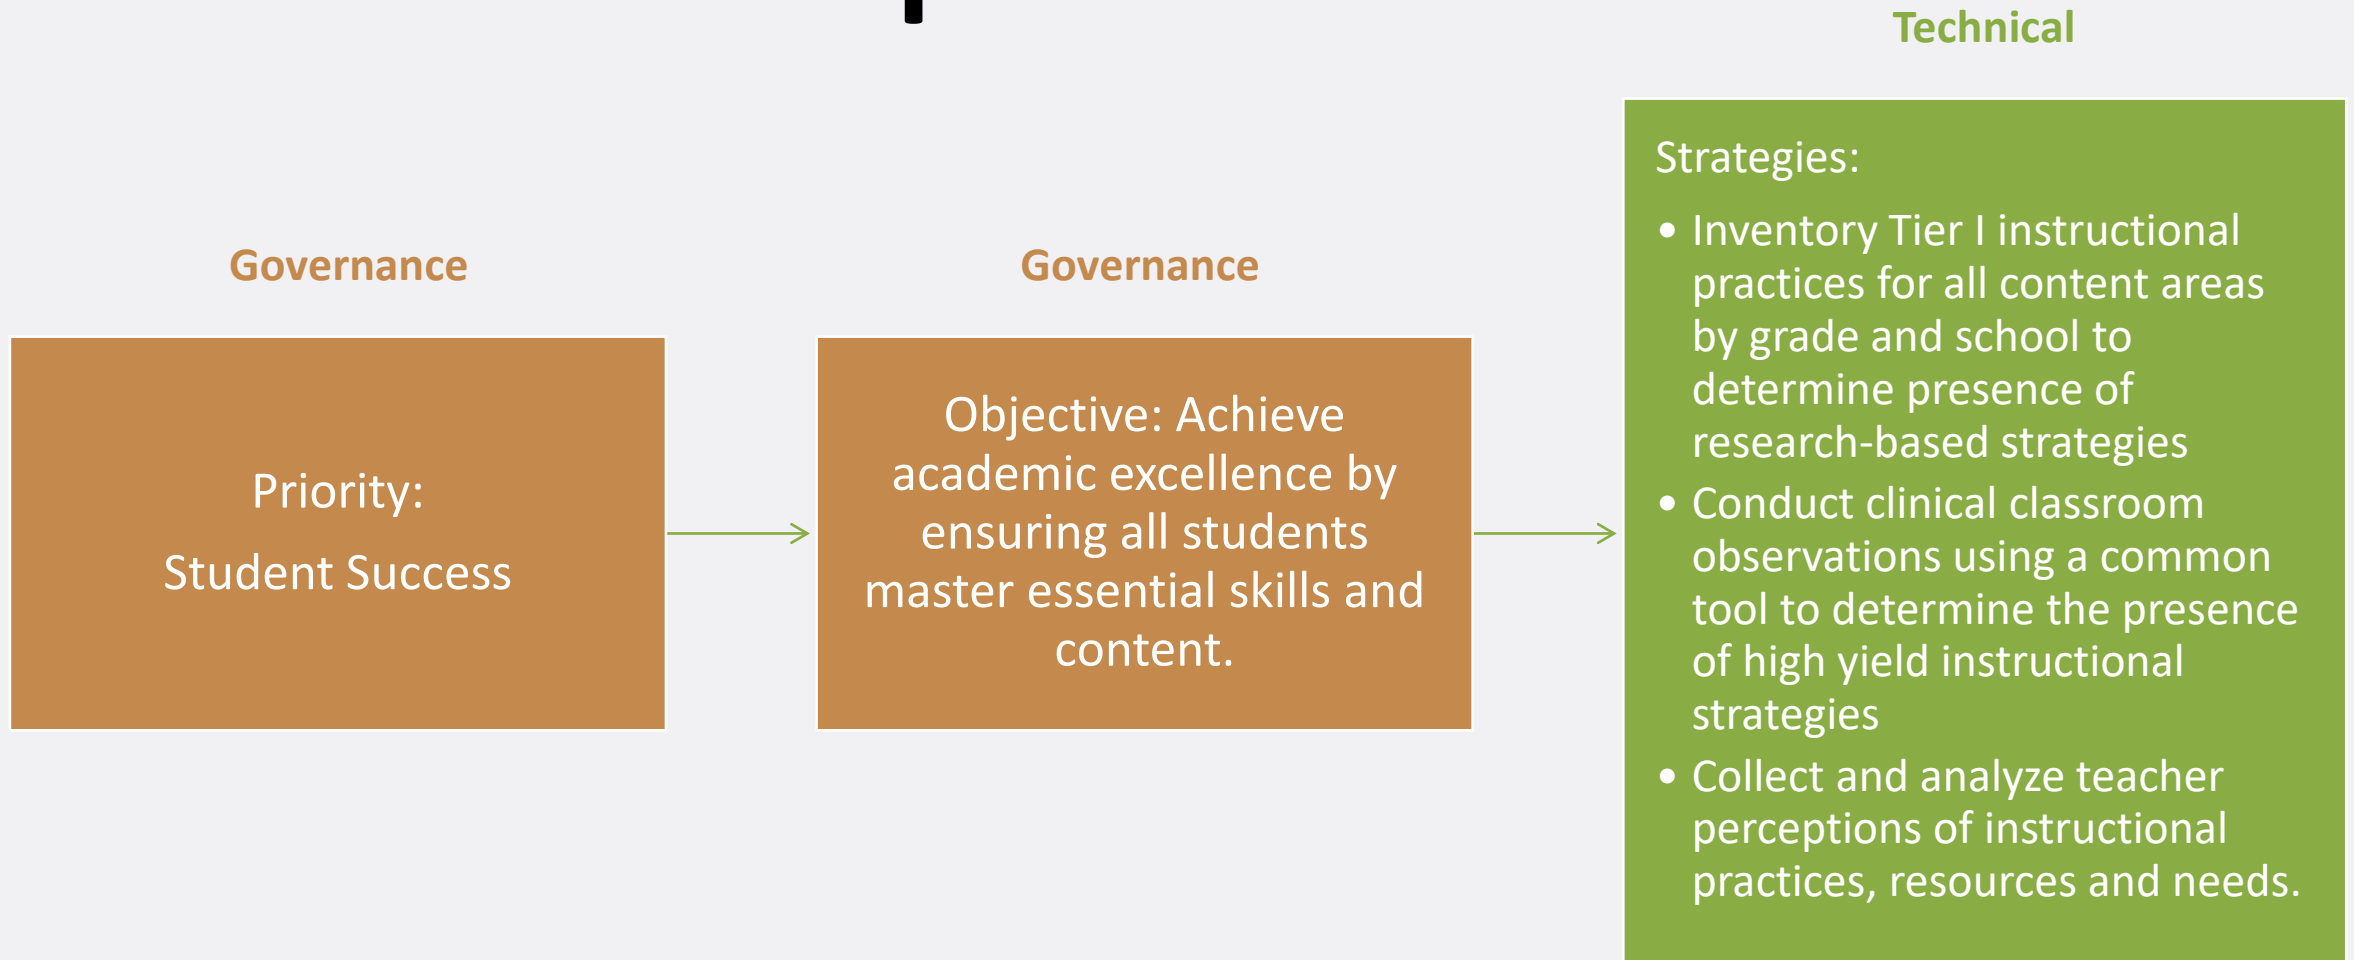 Technical
Governance
Governance
Priority:
Student Success
Objective: Achieve
academic excellence by
ensuring all students
master essential skills and
content.
Strategies:
• Inventory Tier I instructional
practices for all content areas
by grade and school to
determine presence of
research-based strategies
• Conduct clinical classroom
observations using a common
tool to determine the presence
of high yield instructional
strategies
• Collect and analyze teacher
perceptions of instructional
practices, resources and needs.